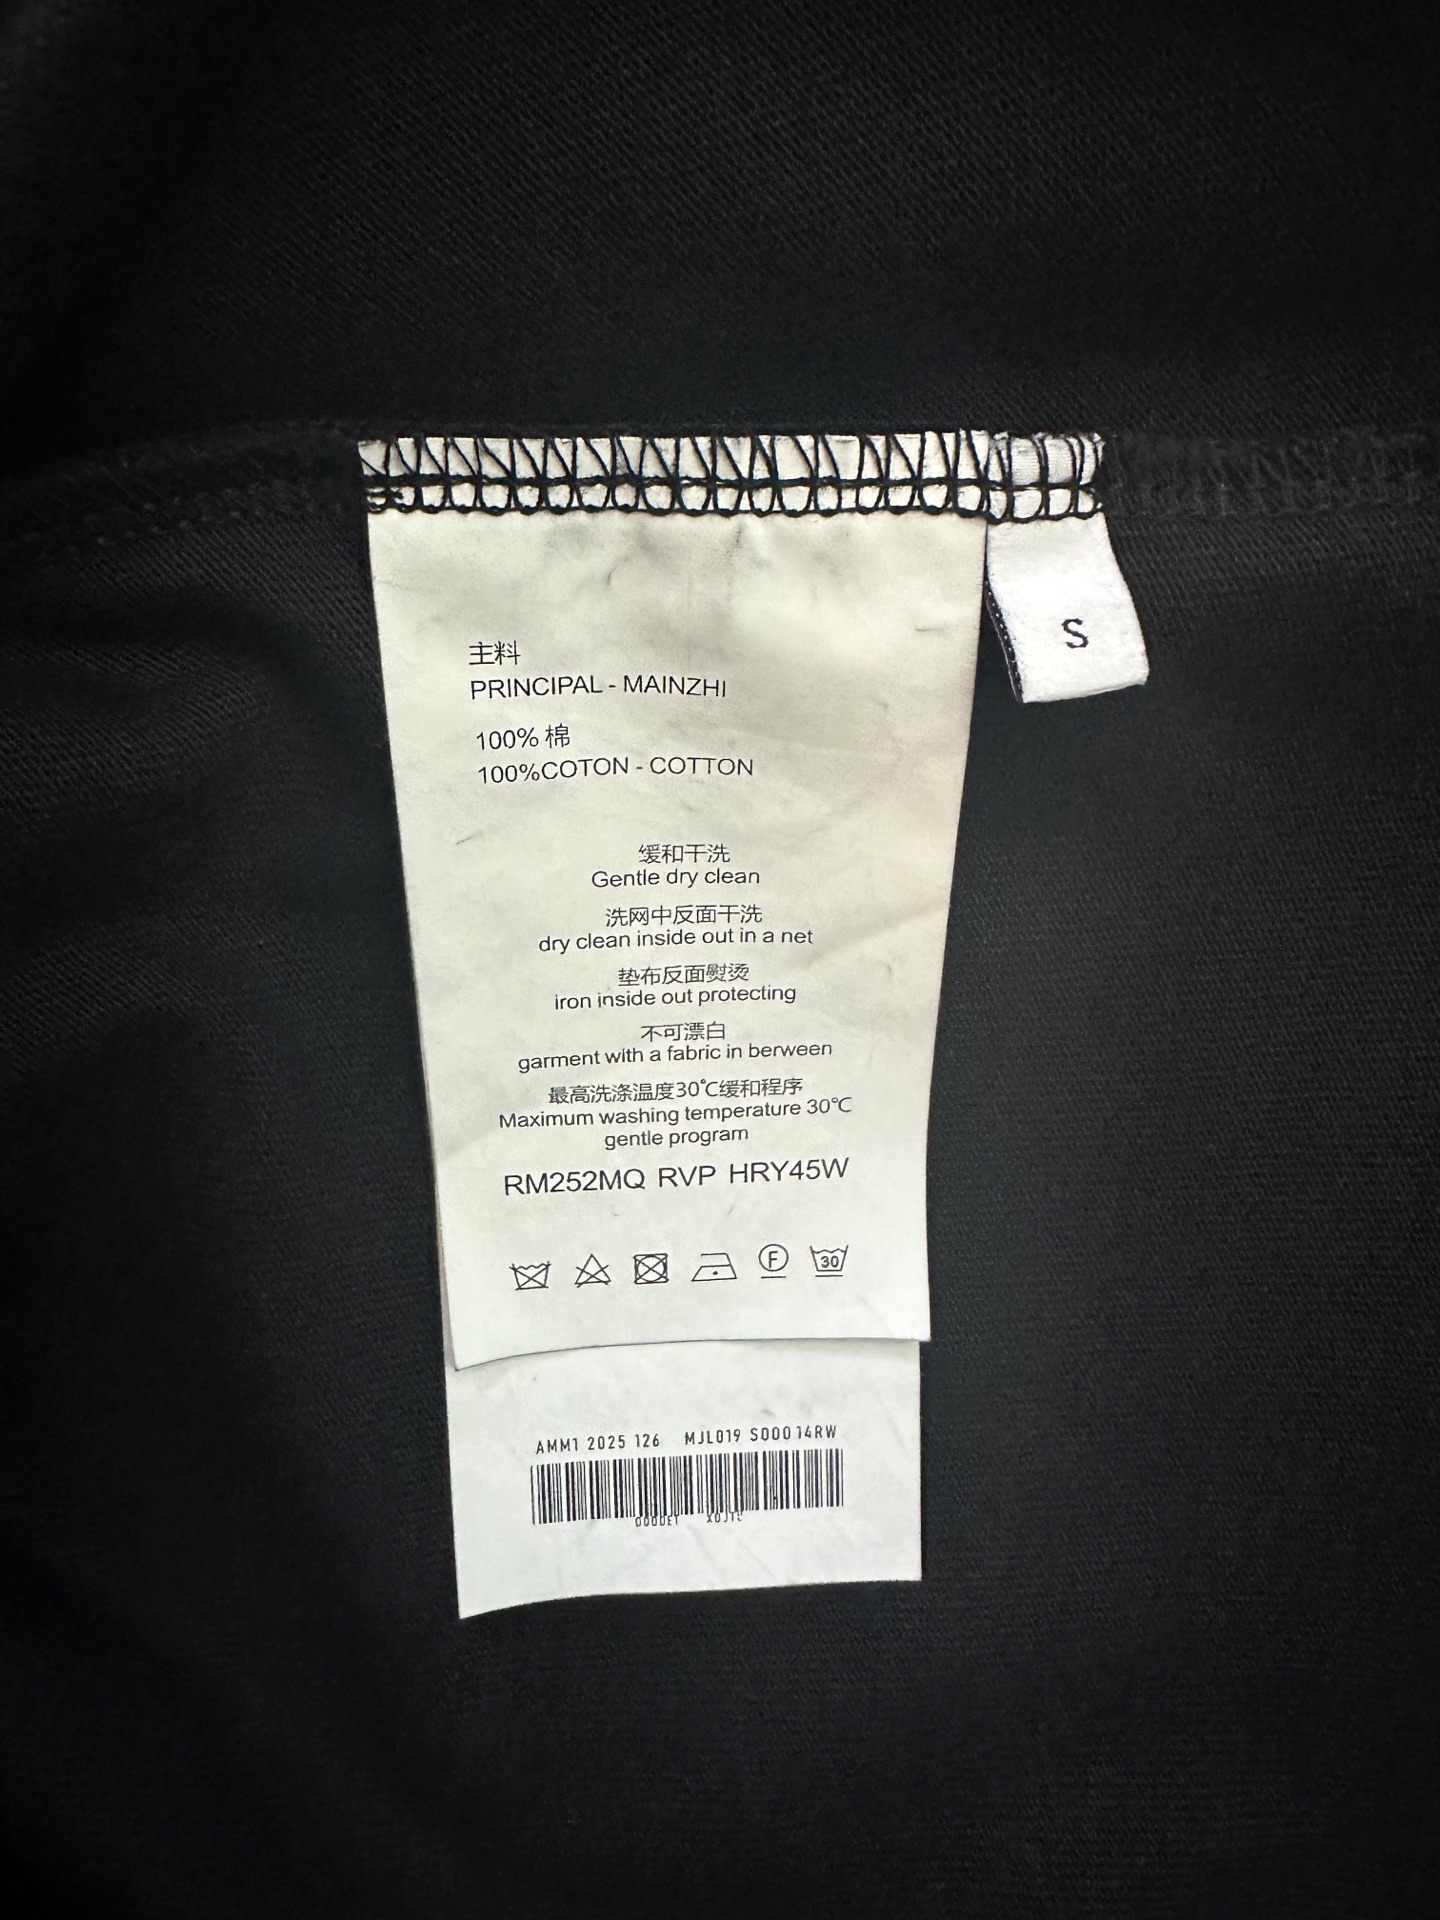 S
主料
PRINCIPAL - MAINZHI
100% 棉
100%COTON - COTTON
缓和干洗
Gentle dry clean
洗网中反面干洗
dry clean inside out in a net
垫布反面熨烫
iron inside out protecting
不可漂白
garment with a fabric in berween
最高洗涤温度30℃缓和程序
Maximum washing temperature 30℃
gentle program
RM252MQ RVP HRY45W
F
30
AMM1 2025 126 MJL019 S00014RW